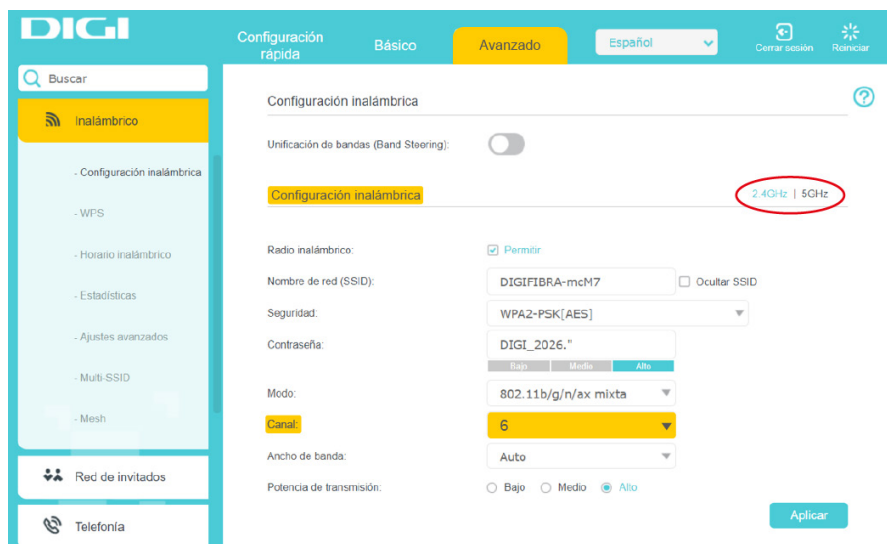 DIGI
Configuración rápida
Básico
Avanzado
Español
Cerrar sesión
Reiniciar
Buscar
Inalámbrico
- Configuración inalámbrica
- WPS
- Horario inalámbrico
- Estadísticas
- Ajustes avanzados
- Multi-SSID
- Mesh
Red de invitados
Telefonía
Configuración inalámbrica
?
Unificación de bandas (Band Steering):
Configuración inalámbrica
2.4GHz | 5GHz
Radio inalámbrico: Permitir
Nombre de red (SSID): DIGIFIBRA-mcM7 Ocultar SSID
Seguridad: WPA2-PSK[AES]
Contraseña: DIGI_2026."
Bajo Medio Alto
Modo: 802.11b/g/n/ax mixta
Canal: 6
Ancho de banda: Auto
Potencia de transmisión: Bajo Medio Alto
Aplicar